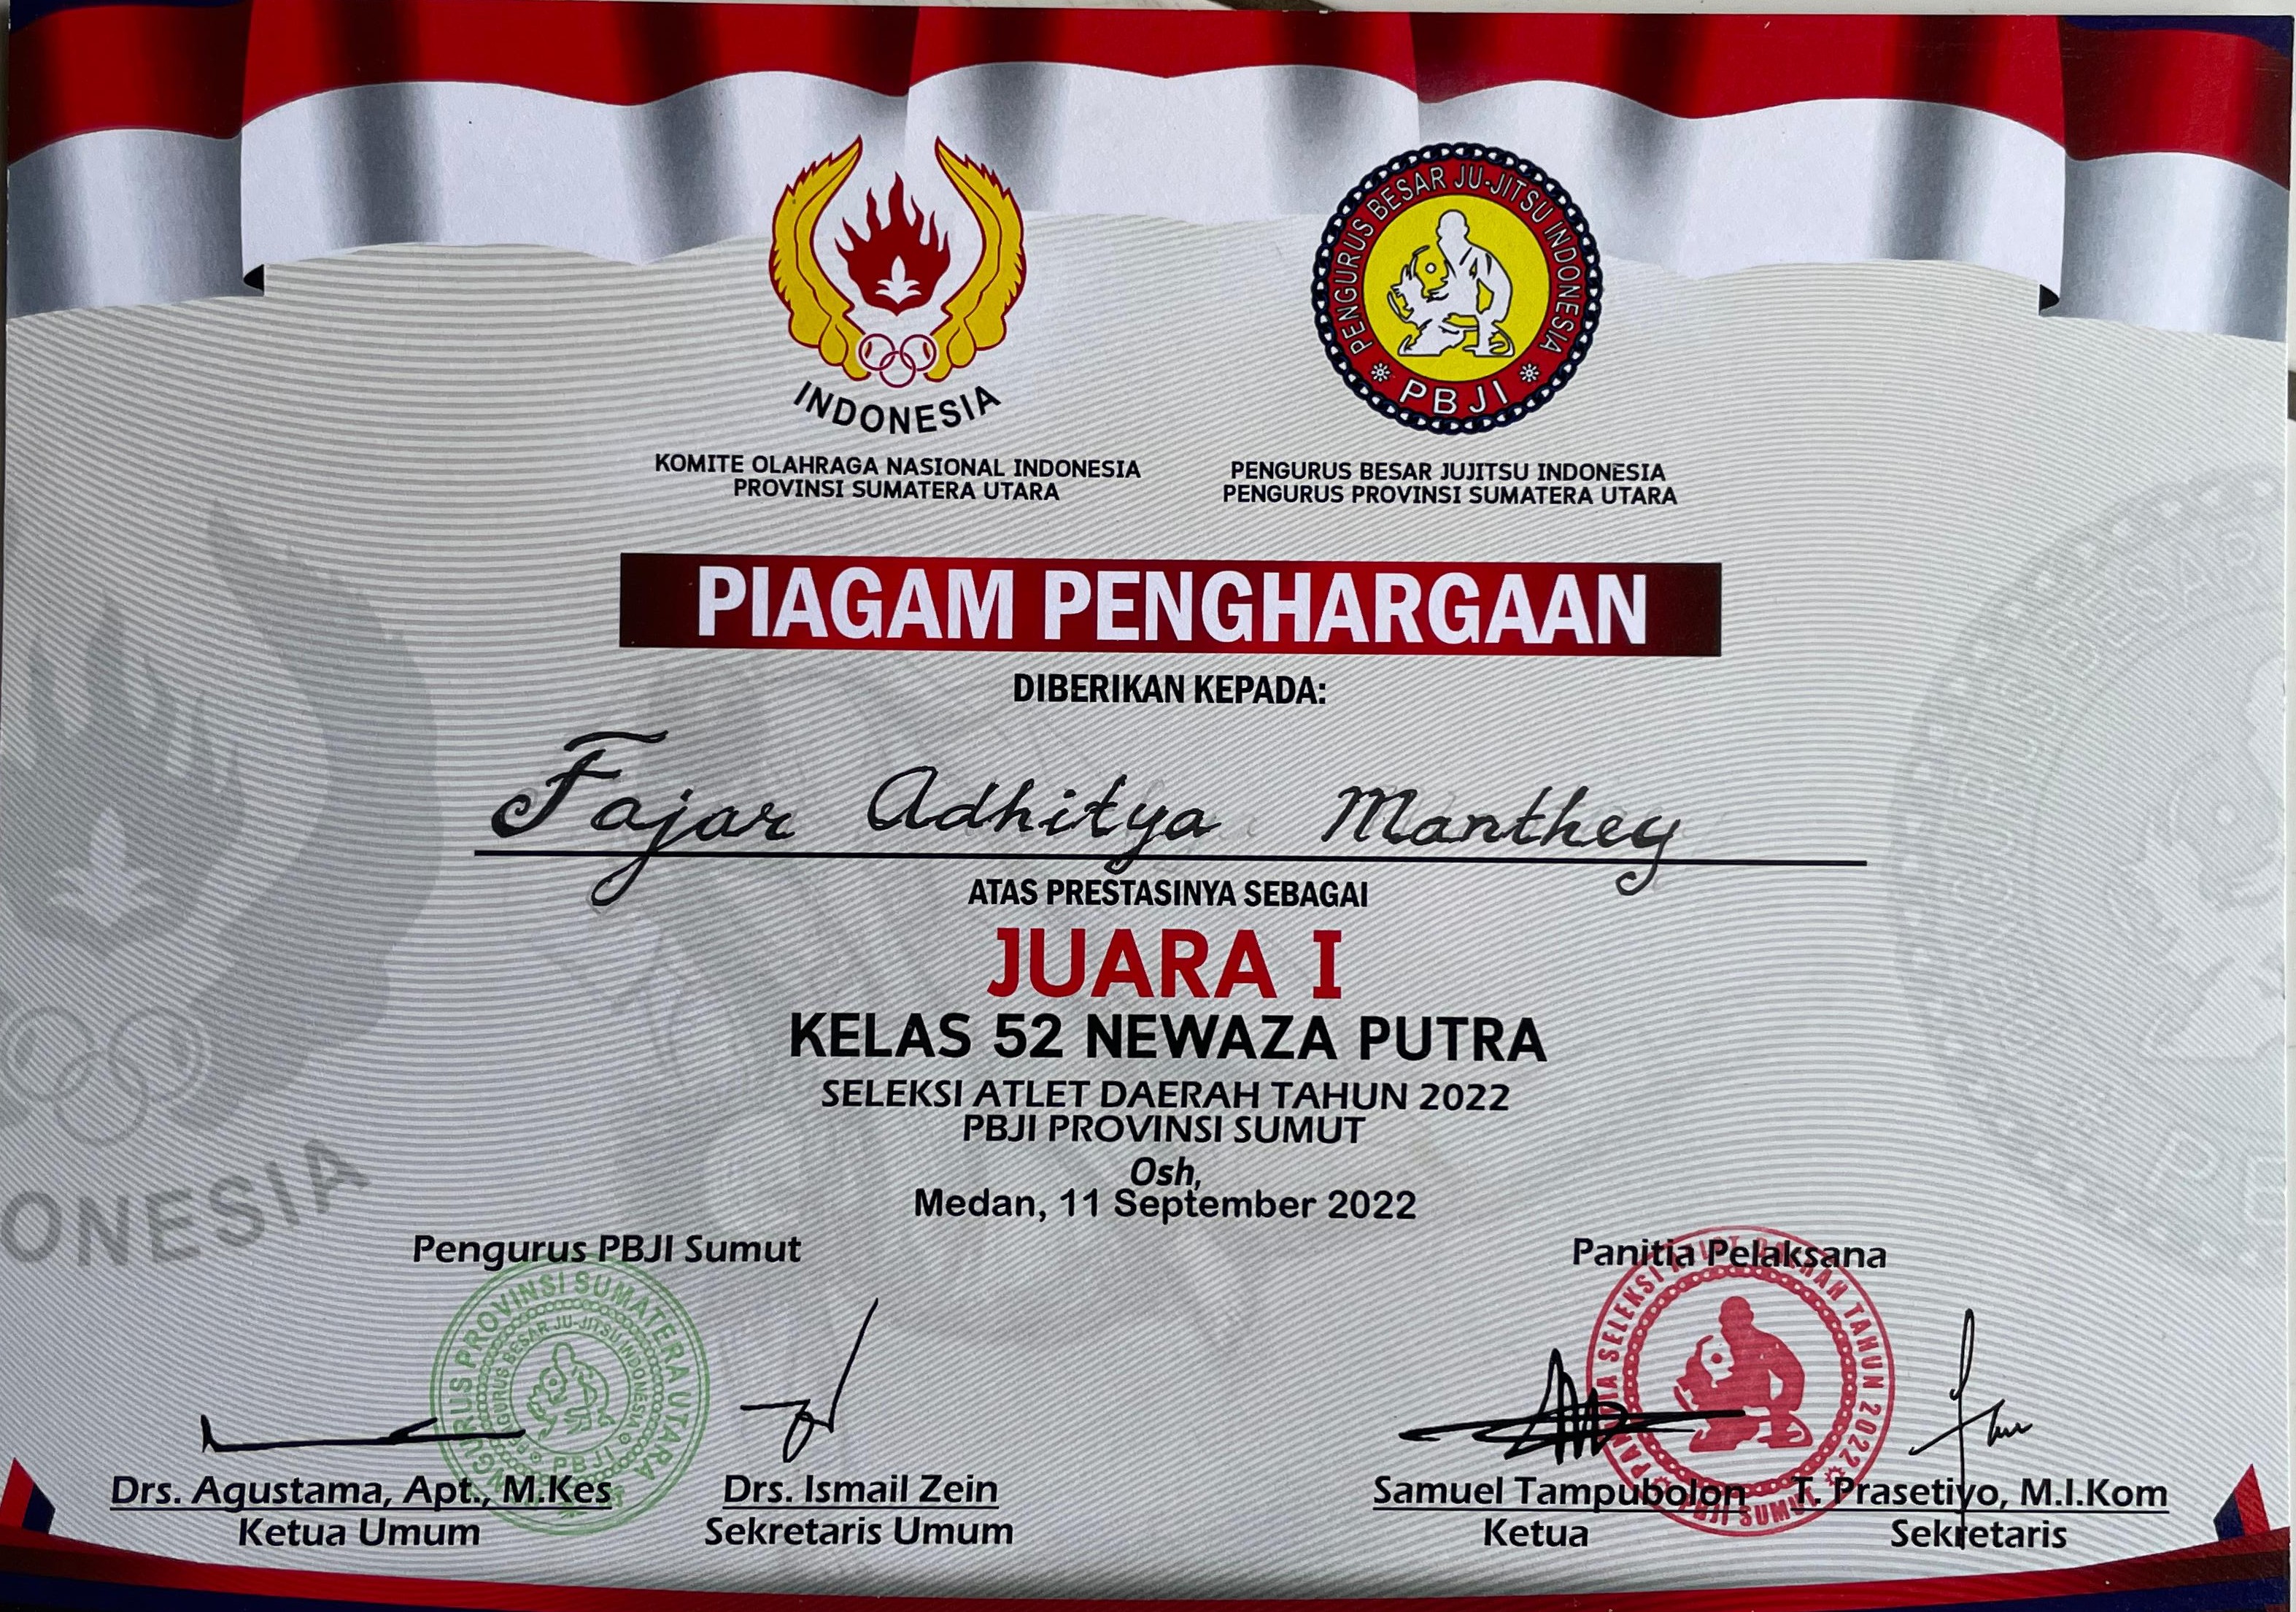 INDONESIA
PENGURUS BESAR JU-JITSU INDONESIA
PBJI
KOMITE OLAHRAGA NASIONAL INDONESIA
PROVINSI SUMATERA UTARA
PENGURUS BESAR JUJITSU INDONESIA
PENGURUS PROVINSI SUMATERA UTARA
PIAGAM PENGHARGAAN
DIBERIKAN KEPADA:
Fajar Adhitya Manthey
ATAS PRESTASINYA SEBAGAI
JUARA I
KELAS 52 NEWAZA PUTRA
SELEKSI ATLET DAERAH TAHUN 2022
PBJI PROVINSI SUMUT
Osh,
Medan, 11 September 2022
ONESIA
Pengurus PBJI Sumut
Panitia Pelaksana
PENGURUS PROVINSI SUMATERA UTARA
PENGURUS BESAR JU-JITSU INDONESIA
PBJI
PANITIA SELEKSI ATLET DAERAH TAHUN 2022
PBJI SUMUT
Drs. Agustama, Apt., M.Kes
Ketua Umum
Drs. Ismail Zein
Sekretaris Umum
Samuel Tampubolon
Ketua
T. Prasetiyo, M.I.Kom
Sekretaris